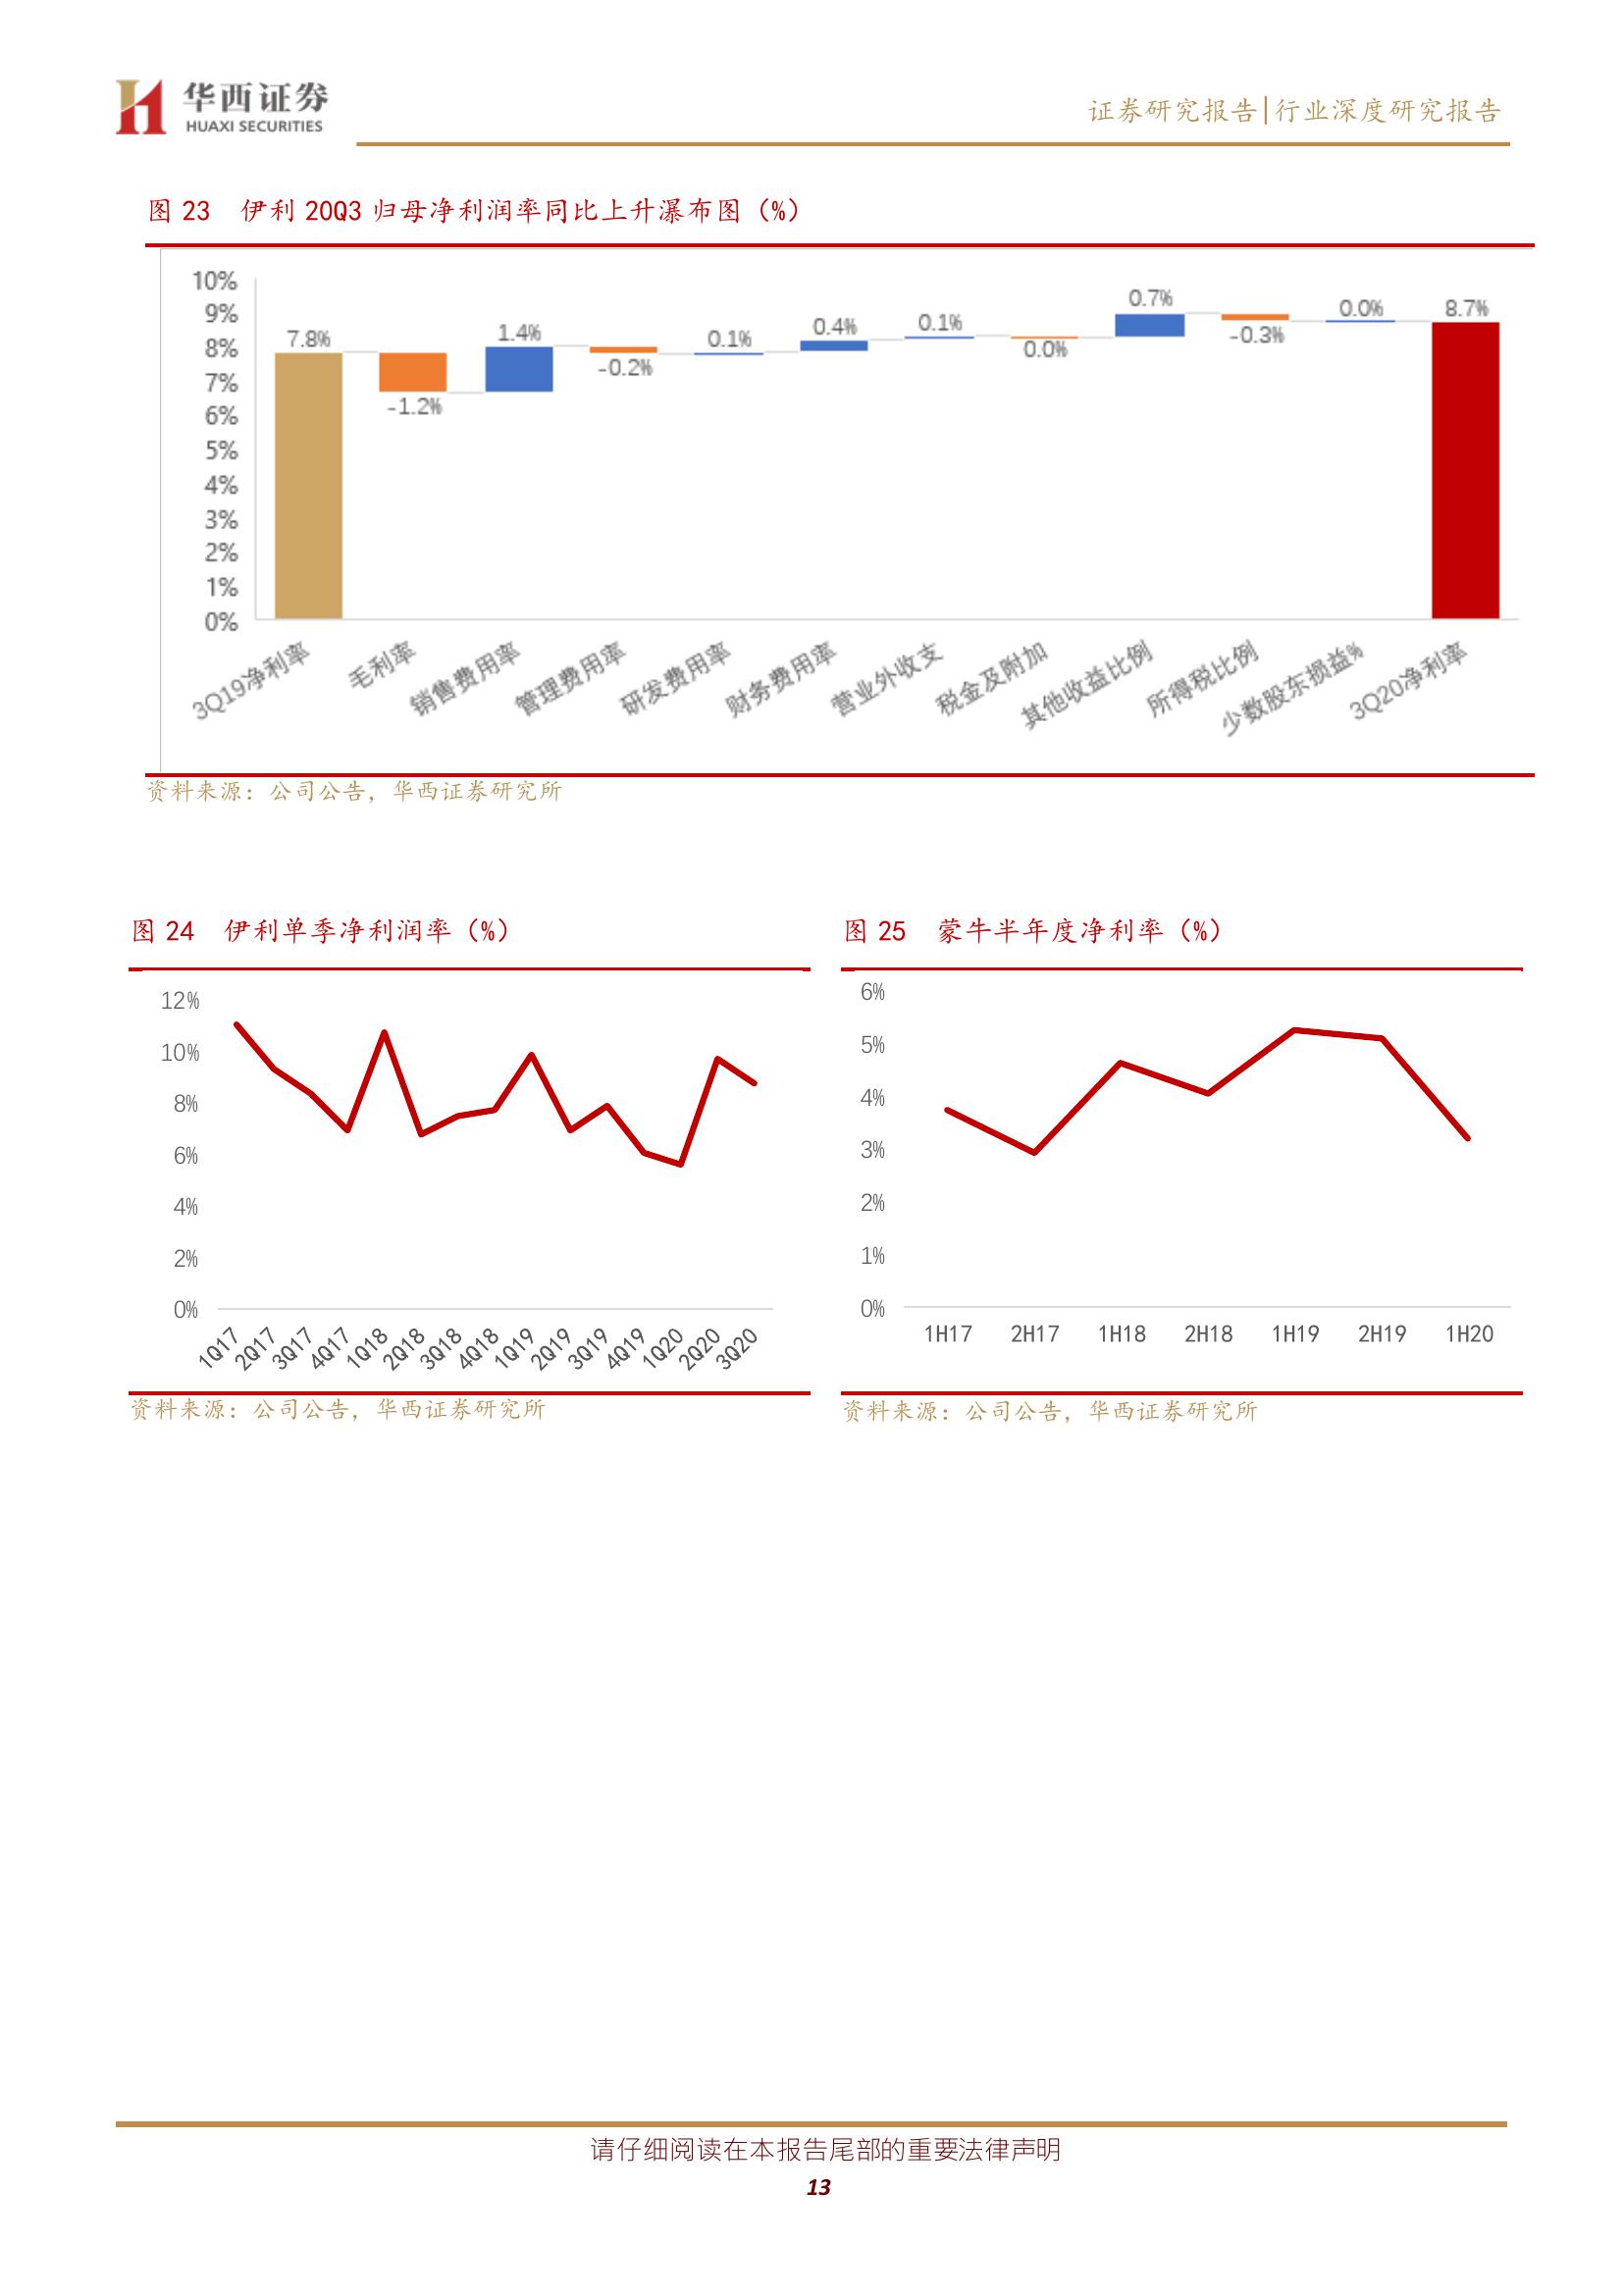 华西证券
HUAXI SECURITIES
证券研究报告|行业深度研究报告
图 23 伊利 20Q3 归母净利润率同比上升瀑布图（%）
10%
9%
8%
7%
6%
5%
4%
3%
2%
1%
0%
7.8%
-1.2%
1.4%
-0.2%
0.1%
0.4%
0.1%
0.0%
0.7%
-0.3%
0.0%
8.7%
3Q19净利率
毛利率
销售费用率
管理费用率
研发费用率
财务费用率
营业外收支
税金及附加
其他收益比例
所得税比例
少数股东损益%
3Q20净利率
资料来源：公司公告，华西证券研究所
图 24 伊利单季净利润率（%）
12%
10%
8%
6%
4%
2%
0%
1Q17
2Q17
3Q17
4Q17
1Q18
2Q18
3Q18
4Q18
1Q19
2Q19
3Q19
4Q19
1Q20
2Q20
3Q20
资料来源：公司公告，华西证券研究所
图 25 蒙牛半年度净利率（%）
6%
5%
4%
3%
2%
1%
0%
1H17
2H17
1H18
2H18
1H19
2H19
1H20
资料来源：公司公告，华西证券研究所
请仔细阅读在本报告尾部的重要法律声明
13